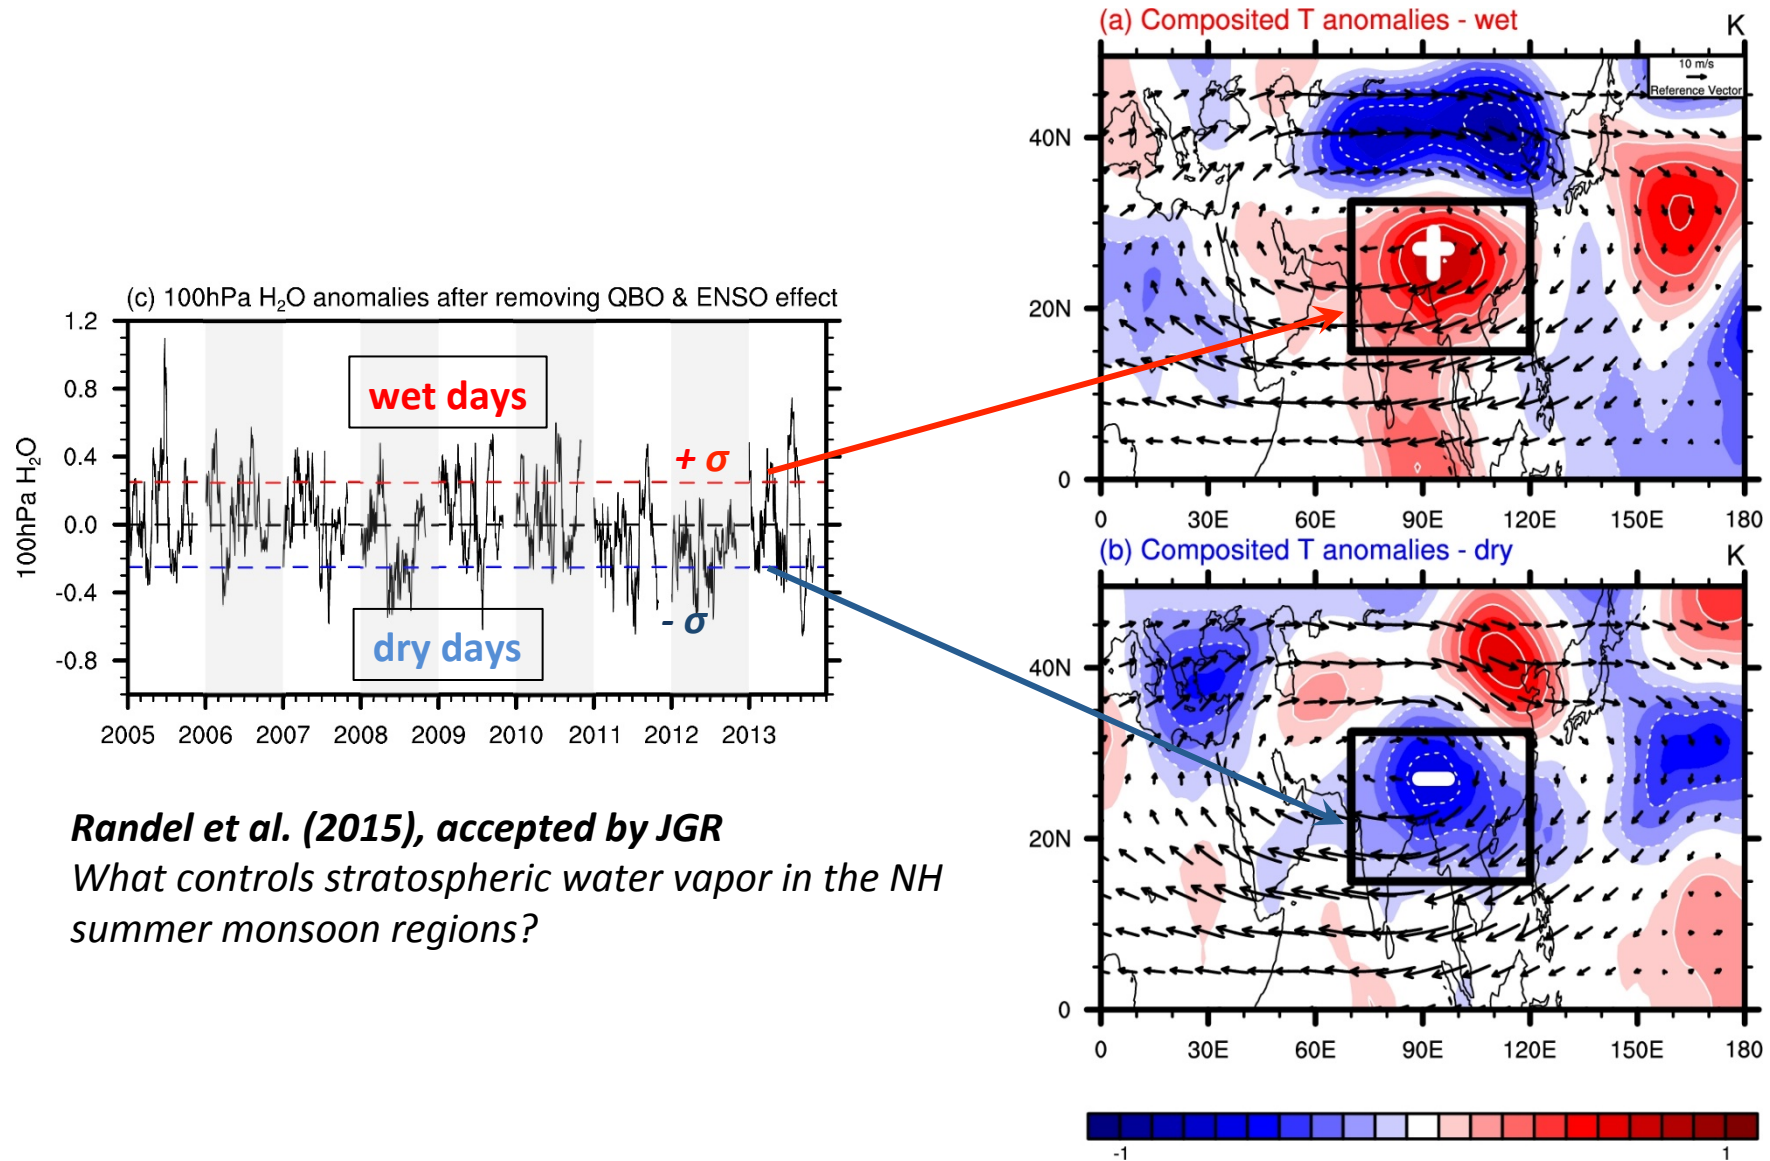 (c) 100hPa H₂O anomalies after removing QBO & ENSO effect
1.2
0.8
0.4
0.0
-0.4
-0.8
100hPa H₂O
wet days
+ σ
- σ
dry days
2005 2006 2007 2008 2009 2010 2011 2012 2013
Randel et al. (2015), accepted by JGR
What controls stratospheric water vapor in the NH
summer monsoon regions?
(a) Composited T anomalies - wet K
10 m/s
Reference Vector
40N
20N
0
0 30E 60E 90E 120E 150E 180
(b) Composited T anomalies - dry K
40N
20N
0
0 30E 60E 90E 120E 150E 180
-1 1